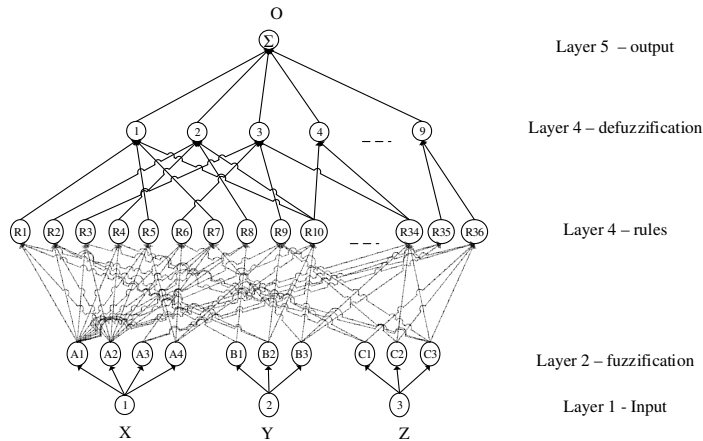 O
Σ
Layer 5 – output
1 2 3 4 9
Layer 4 – defuzzification
R1 R2 R3 R4 R5 R6 R7 R8 R9 R10 R34 R35 R36
Layer 4 – rules
A1 A2 A3 A4 B1 B2 B3 C1 C2 C3
Layer 2 – fuzzification
1 2 3
Layer 1 - Input
X Y Z